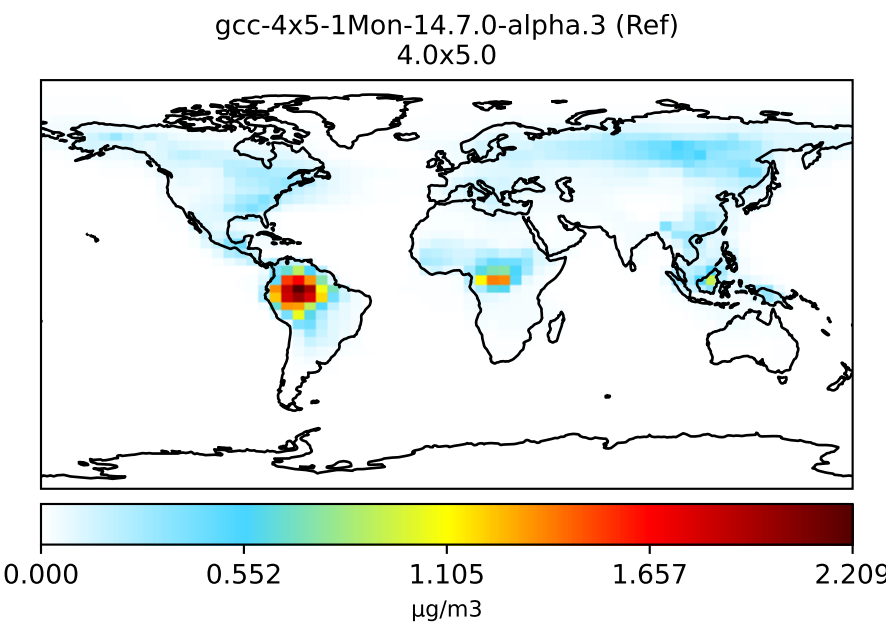 gcc-4x5-1Mon-14.7.0-alpha.3 (Ref)
4.0x5.0
0.000 0.552 1.105 1.657 2.209
μg/m3